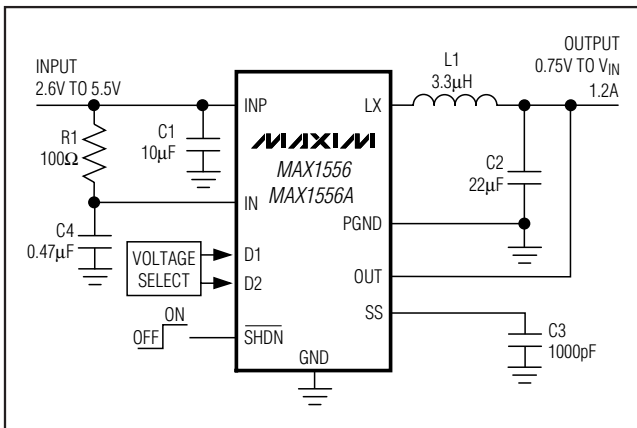 INPUT
2.6V TO 5.5V
R1
100Ω
C1
10µF
C4
0.47µF
VOLTAGE
SELECT
ON
OFF
INP
IN
D1
D2
SHDN
GND
MAXIM
MAX1556
MAX1556A
LX
PGND
OUT
SS
L1
3.3µH
OUTPUT
0.75V TO VIN
1.2A
C2
22µF
C3
1000pF